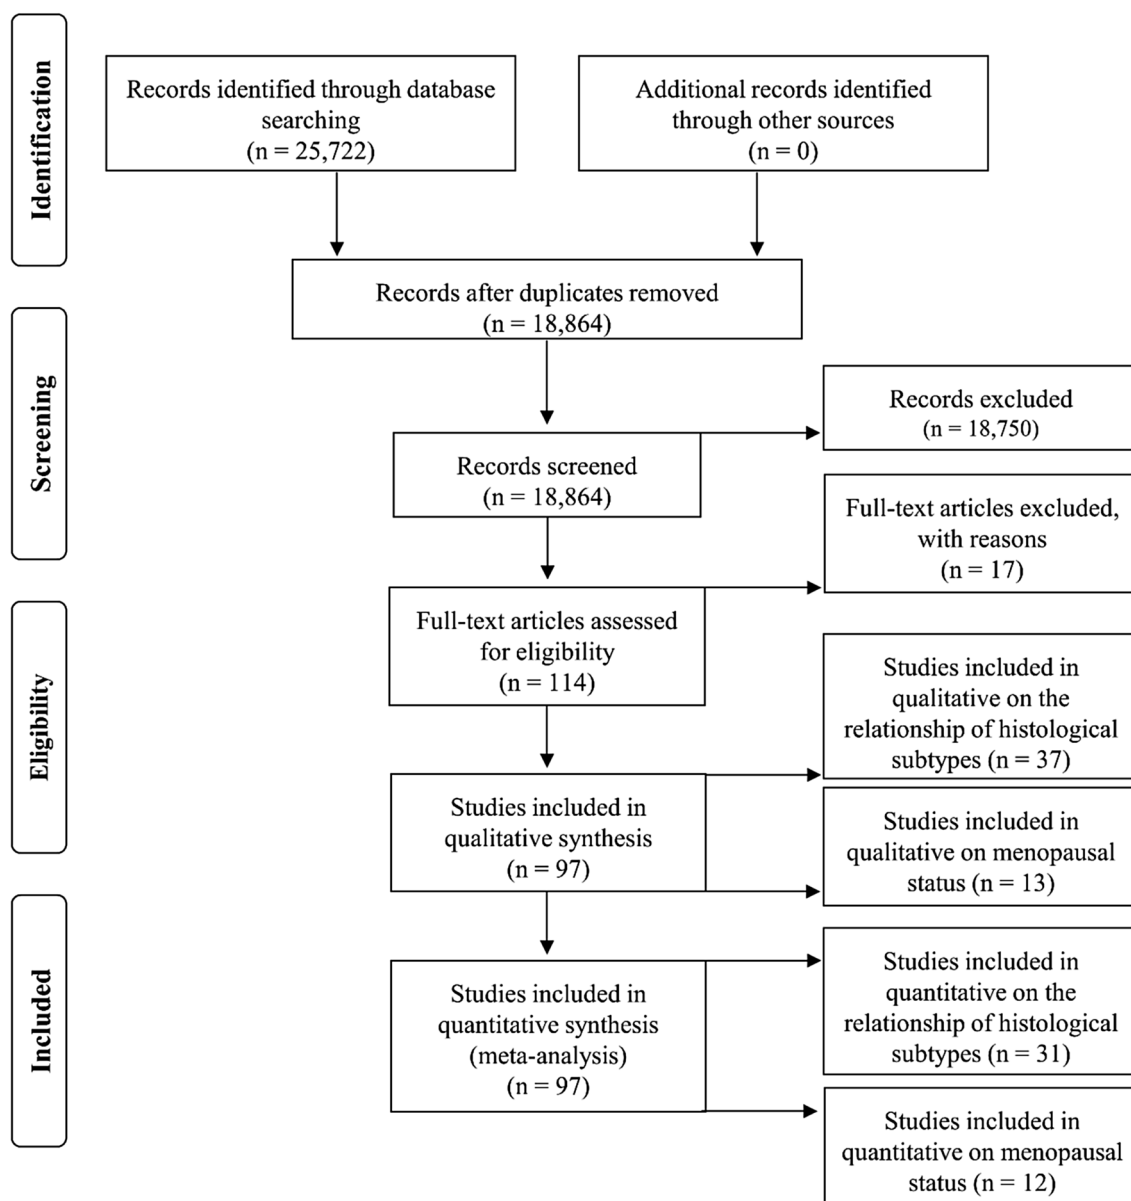 Identification
Records identified through database
searching
(n = 25,722)
Additional records identified
through other sources
(n = 0)
Records after duplicates removed
(n = 18,864)
Screening
Records excluded
(n = 18,750)
Records screened
(n = 18,864)
Full-text articles excluded,
with reasons
(n = 17)
Eligibility
Full-text articles assessed
for eligibility
(n = 114)
Studies included in
qualitative on the
relationship of histological
subtypes (n = 37)
Studies included in
qualitative synthesis
(n = 97)
Studies included in
qualitative on menopausal
status (n = 13)
Included
Studies included in
quantitative synthesis
(meta-analysis)
(n = 97)
Studies included in
quantitative on the
relationship of histological
subtypes (n = 31)
Studies included in
quantitative on menopausal
status (n = 12)